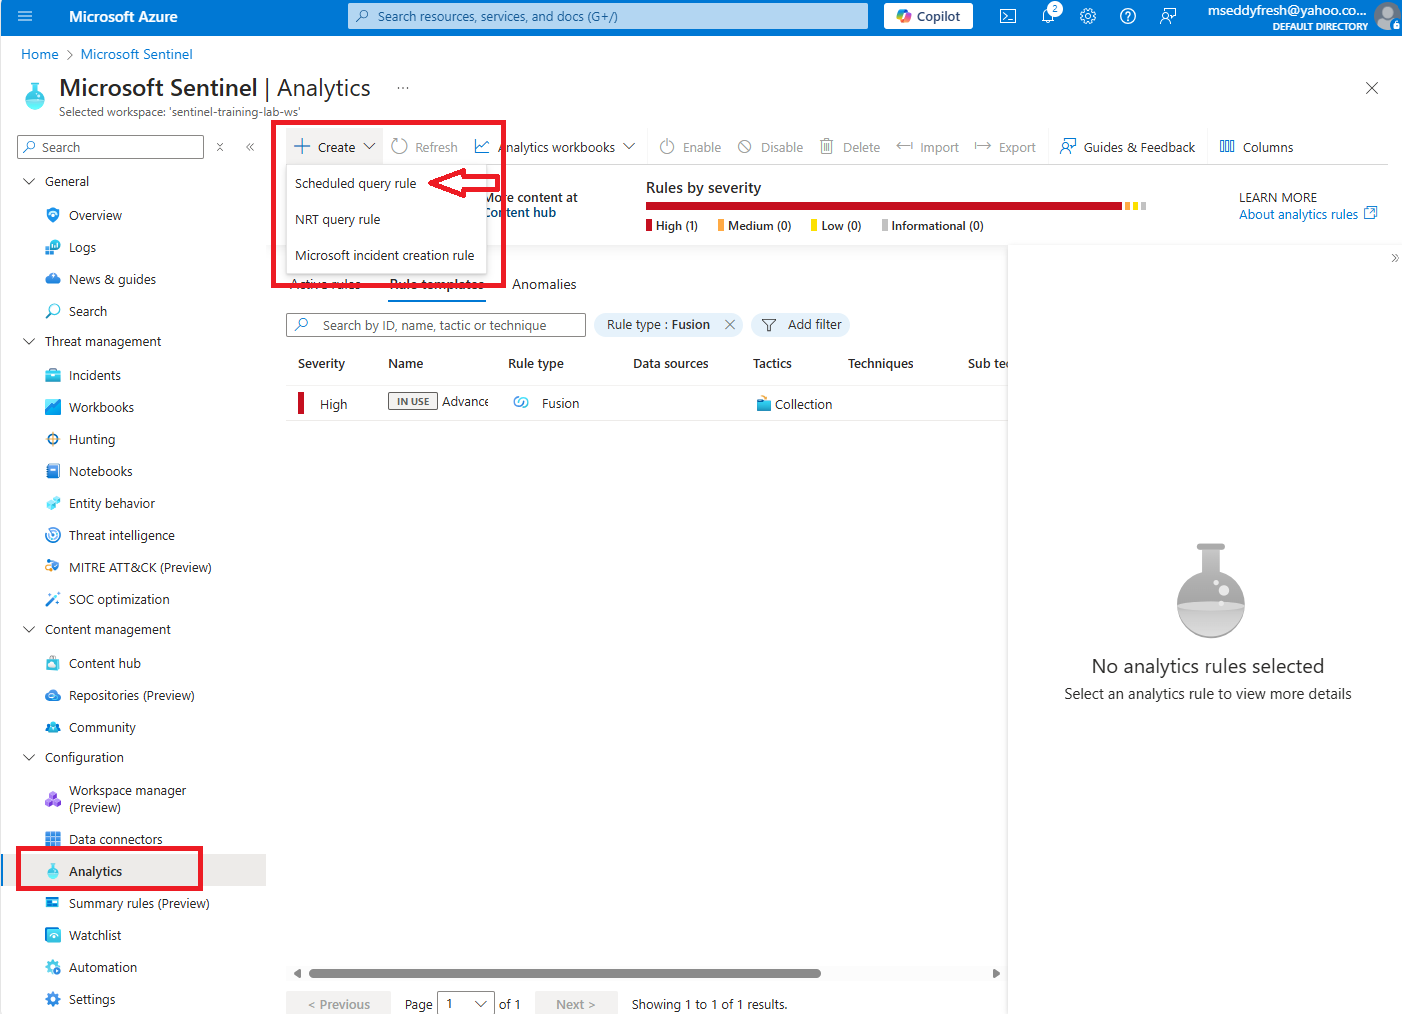 Microsoft Azure
Search resources, services, and docs (G+/)
Copilot
2
mseddyfresh@yahoo.co...
DEFAULT DIRECTORY
Home > Microsoft Sentinel
Microsoft Sentinel | Analytics ...
Selected workspace: 'sentinel-training-lab-ws'
Search
General
Overview
Logs
News & guides
Search
Threat management
Incidents
Workbooks
Hunting
Notebooks
Entity behavior
Threat intelligence
MITRE ATT&CK (Preview)
SOC optimization
Content management
Content hub
Repositories (Preview)
Community
Configuration
Workspace manager
(Preview)
Data connectors
Analytics
Summary rules (Preview)
Watchlist
Automation
Settings
Create Refresh Analytics workbooks Enable Disable Delete Import Export Guides & Feedback Columns
Scheduled query rule
NRT query rule
Microsoft incident creation rule
More content at
Content hub
Rules by severity
High (1) Medium (0) Low (0) Informational (0)
LEARN MORE
About analytics rules
Active rules Rule templates Anomalies
Search by ID, name, tactic or technique
Rule type : Fusion
Add filter
Severity Name Rule type Data sources Tactics Techniques Sub tec
High IN USE Advance Fusion Collection
No analytics rules selected
Select an analytics rule to view more details
< Previous Page 1 of 1 Next > Showing 1 to 1 of 1 results.